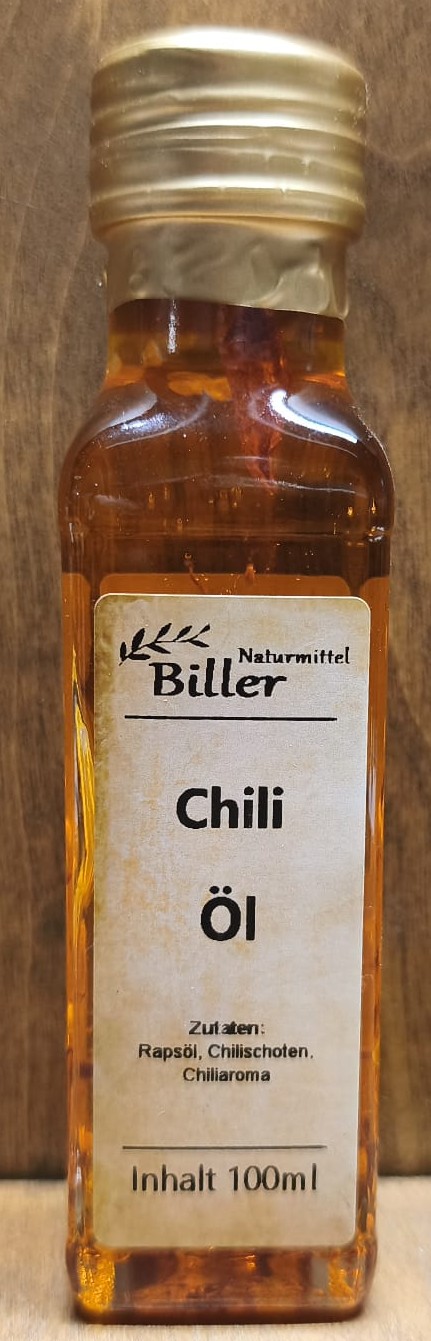 Naturmittel
Biller
Chili
Öl
Zutaten:
Rapsöl, Chilischoten,
Chiliaroma
Inhalt 100ml